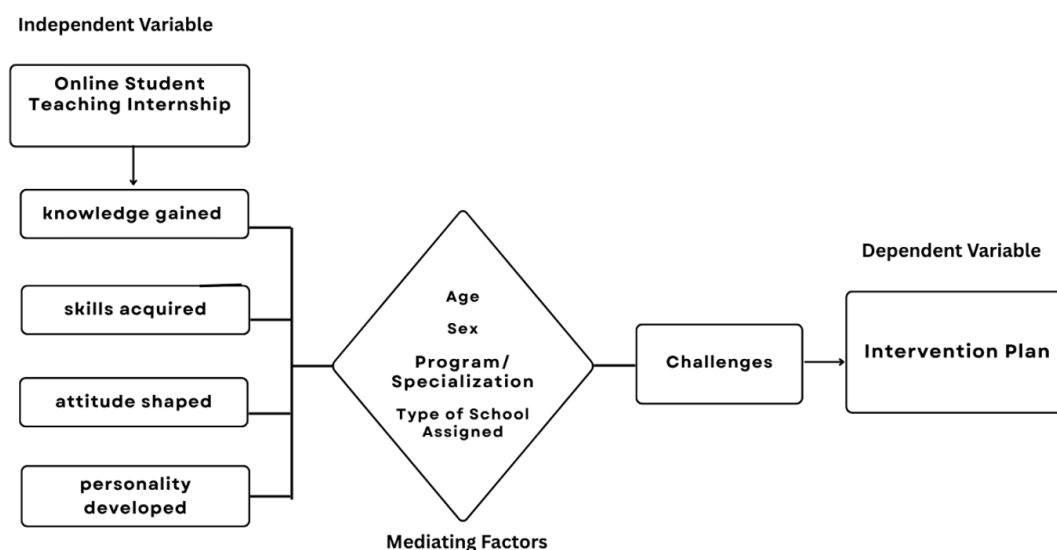 Independent Variable
Online Student
Teaching Internship
knowledge gained
skills acquired
attitude shaped
personality
developed
Age
Sex
Program/
Specialization
Type of School
Assigned
Mediating Factors
Challenges
Dependent Variable
Intervention Plan